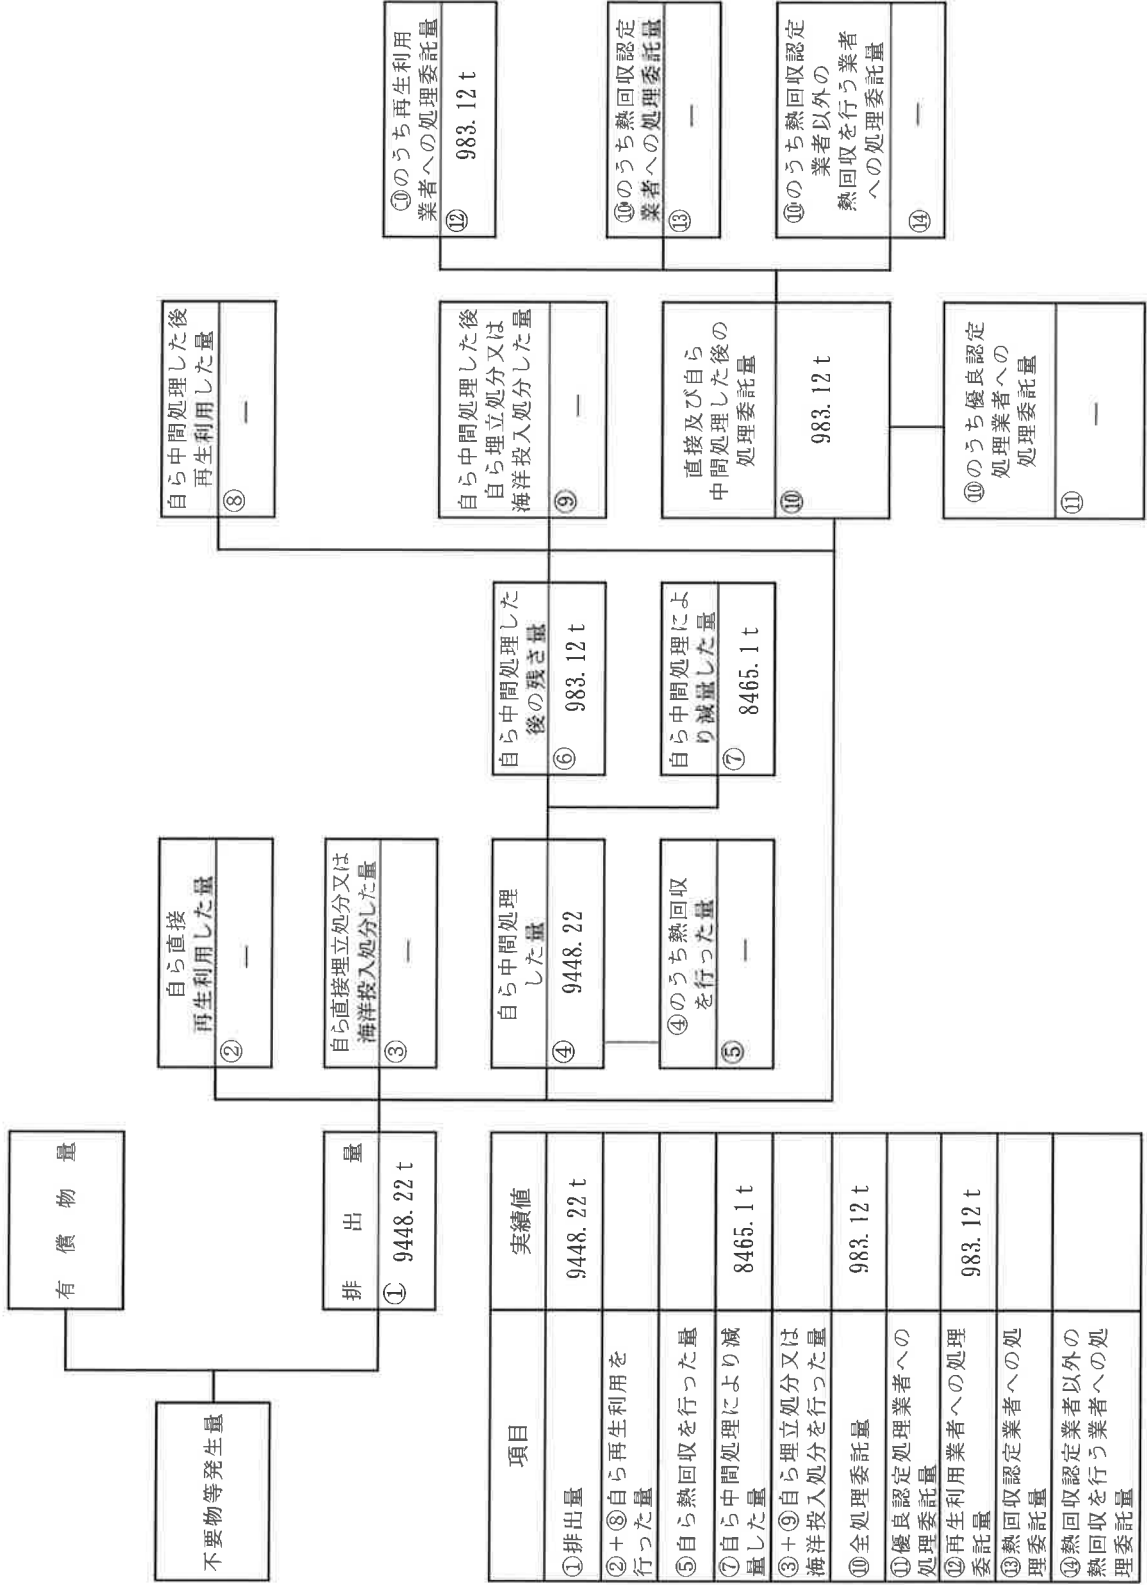 不要物等発生量
有償物量
排出量
① 9448.22 t
自ら直接
再生利用した量
②
―
自ら直接埋立処分又は
海洋投入処分した量
③
―
自ら中間処理
した量
④
9448.22
④のうち熱回収
を行った量
⑤
―
自ら中間処理した
後の残さ量
⑥
983.12 t
自ら中間処理によ
り減量した量
⑦
8465.1 t
自ら中間処理した後
再生利用した量
⑧
―
自ら中間処理した後
自ら埋立処分又は
海洋投入処分した量
⑨
―
直接及び自ら
中間処理した後の
処理委託量
⑩
983.12 t
⑩のうち優良認定
処理業者への
処理委託量
⑪
―
⑩のうち再生利用
業者への処理委託量
⑫
983.12 t
⑩のうち熱回収認定
業者への処理委託量
⑬
―
⑩のうち熱回収認定
業者以外の
熱回収を行う業者
への処理委託量
⑭
―
項目 実績値
①排出量 9448.22 t
②+⑧自ら再生利用を
行った量
⑤自ら熱回収を行った量
⑦自ら中間処理により減
量した量
8465.1 t
③+⑨自ら埋立処分又は
海洋投入処分を行った量
⑩全処理委託量 983.12 t
⑪優良認定処理業者への
処理委託量
⑫再生利用業者への処理
委託量
983.12 t
⑬熱回収認定業者への処
理委託量
⑭熱回収認定業者以外の
熱回収を行う業者への処
理委託量